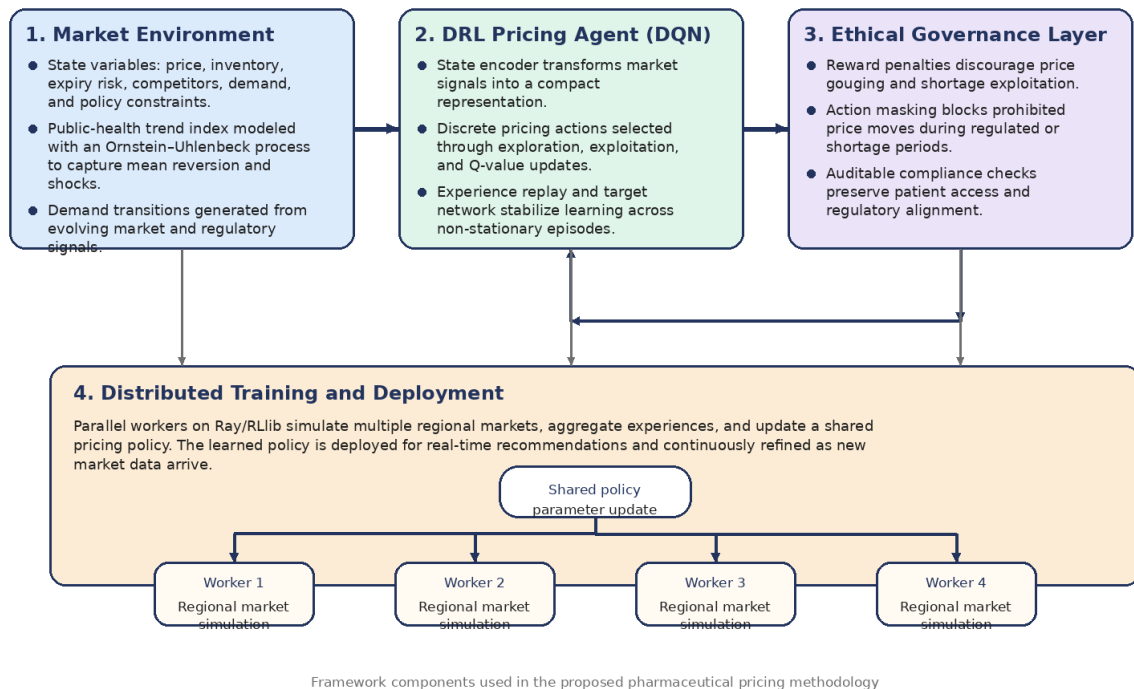 1. Market Environment
● State variables: price, inventory,
expiry risk, competitors, demand,
and policy constraints.
● Public-health trend index modeled
with an Ornstein–Uhlenbeck process
to capture mean reversion and
shocks.
● Demand transitions generated from
evolving market and regulatory
signals.
2. DRL Pricing Agent (DQN)
● State encoder transforms market
signals into a compact
representation.
● Discrete pricing actions selected
through exploration, exploitation,
and Q-value updates.
● Experience replay and target
network stabilize learning across
non-stationary episodes.
3. Ethical Governance Layer
● Reward penalties discourage price
gouging and shortage exploitation.
● Action masking blocks prohibited
price moves during regulated or
shortage periods.
● Auditable compliance checks
preserve patient access and
regulatory alignment.
4. Distributed Training and Deployment
Parallel workers on Ray/RLlib simulate multiple regional markets, aggregate experiences, and update a shared
pricing policy. The learned policy is deployed for real-time recommendations and continuously refined as new
market data arrive.
Shared policy
parameter update
Worker 1
Regional market
simulation
Worker 2
Regional market
simulation
Worker 3
Regional market
simulation
Worker 4
Regional market
simulation
Framework components used in the proposed pharmaceutical pricing methodology